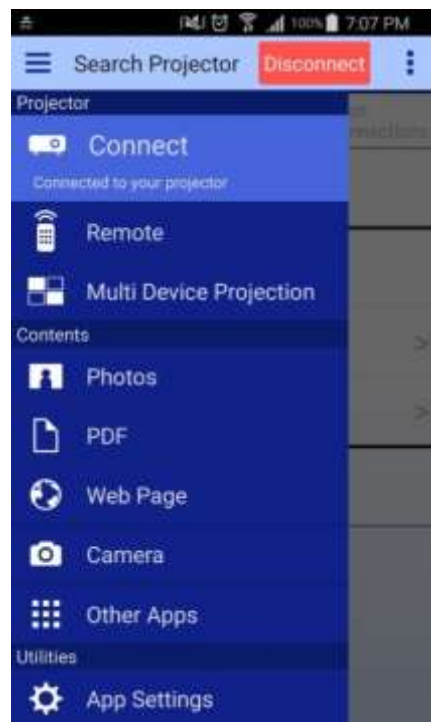 100% 7:07 PM
Search Projector Disconnect
Projector
Connect
Connected to your projector
Remote
Multi Device Projection
Contents
Photos
PDF
Web Page
Camera
Other Apps
Utilities
App Settings